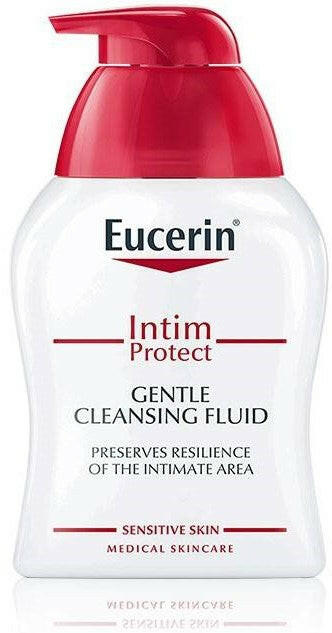 Eucerin®
Intim
Protect
GENTLE
CLEANSING FLUID
PRESERVES RESILIENCE
OF THE INTIMATE AREA
SENSITIVE SKIN
MEDICAL SKINCARE